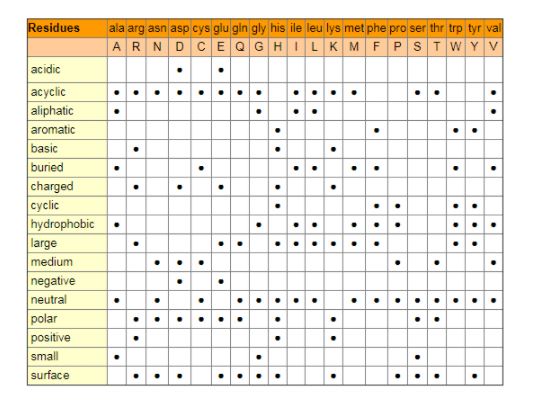 Residues ala arg asn asp cys glu gln gly his ile leu lys met phe pro ser thr trp tyr val
A R N D C E Q G H I L K M F P S T W Y V
acidic
acyclic
aliphatic
aromatic
basic
buried
charged
cyclic
hydrophobic
large
medium
negative
neutral
polar
positive
small
surface